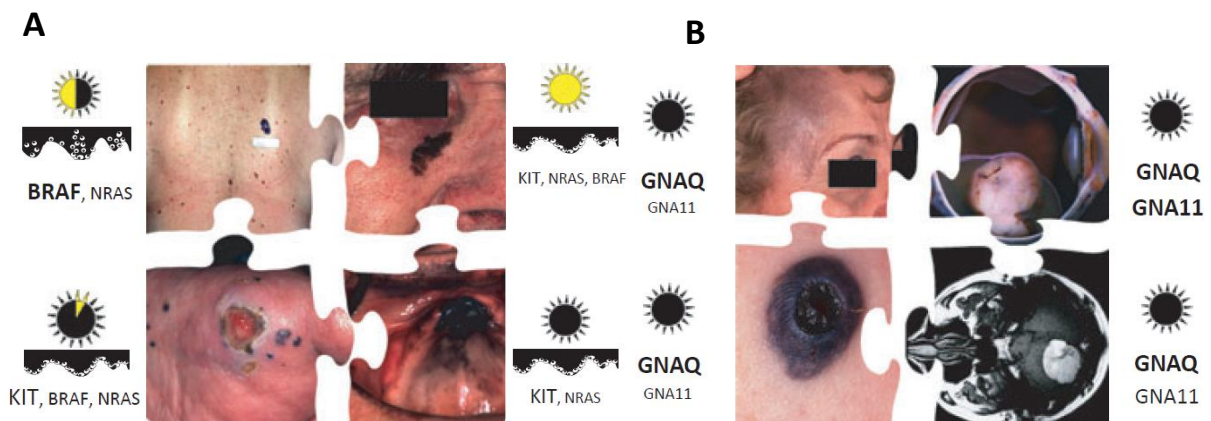 A
B
BRAF, NRAS
KIT, NRAS, BRAF
GNAQ
GNA11
GNAQ
GNA11
KIT, BRAF, NRAS
KIT, NRAS
GNAQ
GNA11
GNAQ
GNA11